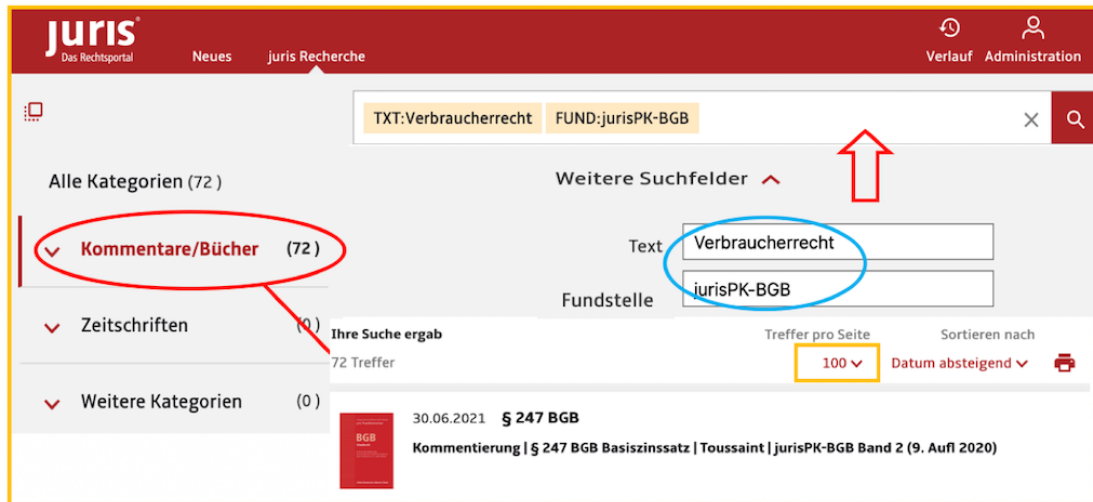 juris®
Das Rechtsportal
Neues
juris Recherche
Verlauf
Administration
TXT:Verbraucherrecht FUND:jurisPK-BGB
Alle Kategorien (72 )
Weitere Suchfelder
Kommentare/Bücher (72 )
Text Verbraucherrecht
Fundstelle jurisPK-BGB
Zeitschriften (0 )
Weitere Kategorien (0 )
Ihre Suche ergab
72 Treffer
Treffer pro Seite
100
Sortieren nach
Datum absteigend
BGB
30.06.2021 § 247 BGB
Kommentierung | § 247 BGB Basiszinssatz | Toussaint | jurisPK-BGB Band 2 (9. Aufl 2020)